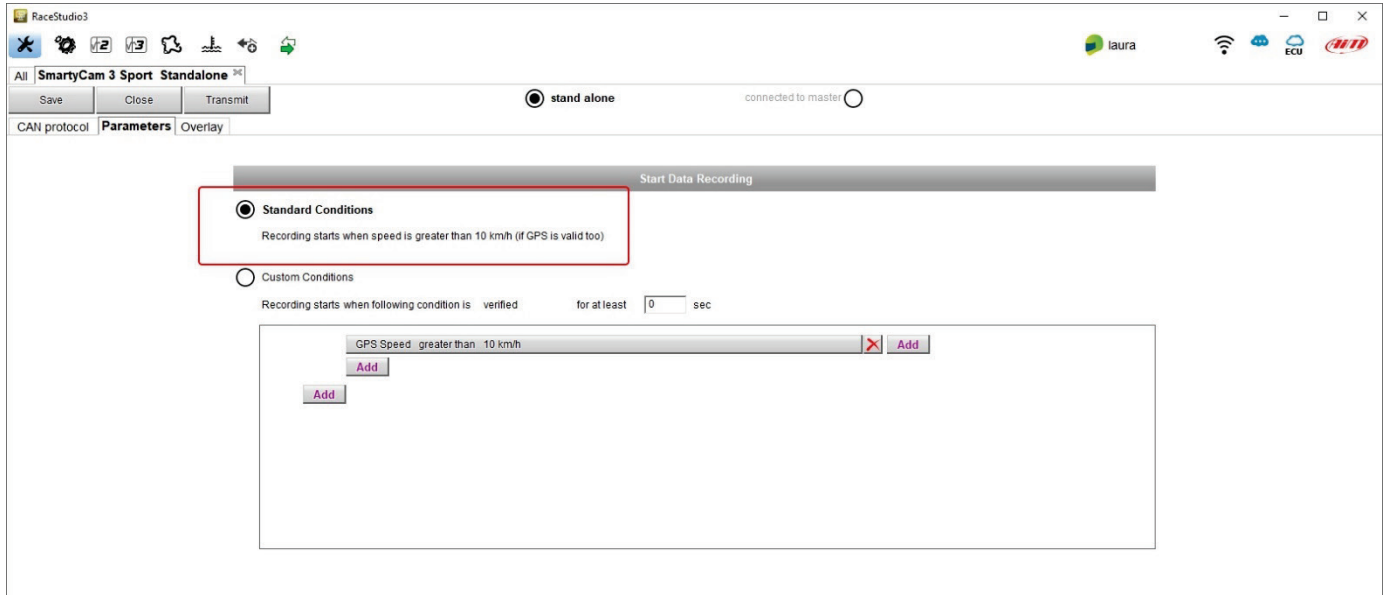 RaceStudio3
2 3 laura ECU AiM
All SmartyCam 3 Sport Standalone
Save Close Transmit stand alone connected to master
CAN protocol Parameters Overlay
Start Data Recording
Standard Conditions
Recording starts when speed is greater than 10 km/h (if GPS is valid too)
Custom Conditions
Recording starts when following condition is verified for at least 0 sec
GPS Speed greater than 10 km/h Add
Add
Add